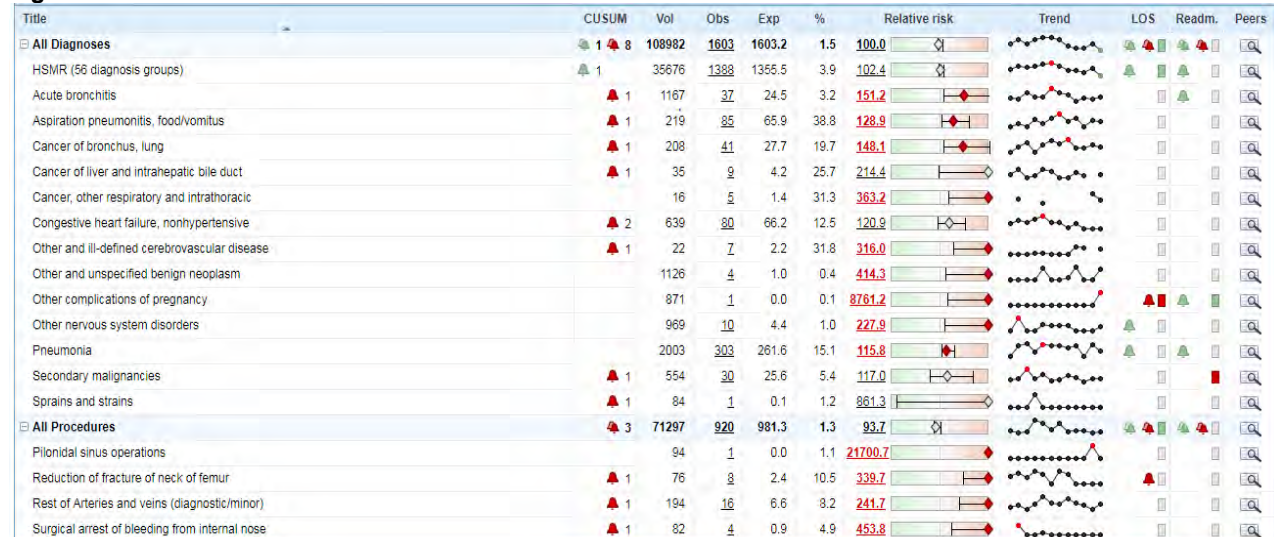 Title CUSUM Vol Obs Exp % Relative risk Trend LOS Readm. Peers
All Diagnoses 1 8 108982 1603 1603.2 1.5 100.0
HSMR (56 diagnosis groups) 1 35676 1388 1355.5 3.9 102.4
Acute bronchitis 1 1167 37 24.5 3.2 151.2
Aspiration pneumonitis, food/vomitus 1 219 85 65.9 38.8 128.9
Cancer of bronchus, lung 1 208 41 27.7 19.7 148.1
Cancer of liver and intrahepatic bile duct 1 35 9 4.2 25.7 214.4
Cancer, other respiratory and intrathoracic 16 5 1.4 31.3 363.2
Congestive heart failure, nonhypertensive 2 639 80 66.2 12.5 120.9
Other and ill-defined cerebrovascular disease 1 22 7 2.2 31.8 316.0
Other and unspecified benign neoplasm 1126 4 1.0 0.4 414.3
Other complications of pregnancy 871 1 0.0 0.1 8761.2
Other nervous system disorders 969 10 4.4 1.0 227.9
Pneumonia 2003 303 261.6 15.1 115.8
Secondary malignancies 1 554 30 25.6 5.4 117.0
Sprains and strains 1 84 1 0.1 1.2 861.3
All Procedures 3 71297 920 981.3 1.3 93.7
Pilonidal sinus operations 94 1 0.0 1.1 21700.7
Reduction of fracture of neck of femur 1 76 8 2.4 10.5 339.7
Rest of Arteries and veins (diagnostic/minor) 1 194 16 6.6 8.2 241.7
Surgical arrest of bleeding from internal nose 1 82 4 0.9 4.9 453.8